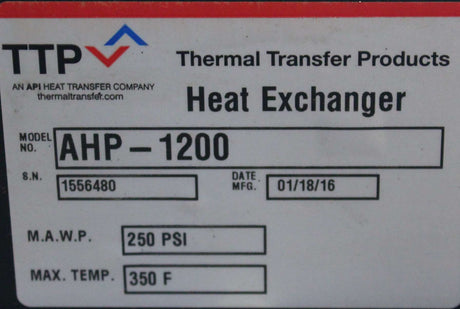 TTP
Thermal Transfer Products
AN API HEAT TRANSFER COMPANY
thermaltransfer.com
Heat Exchanger
MODEL NO. AHP - 1200
S.N. 1556480 DATE MFG. 01/18/16
M.A.W.P. 250 PSI
MAX. TEMP. 350 F